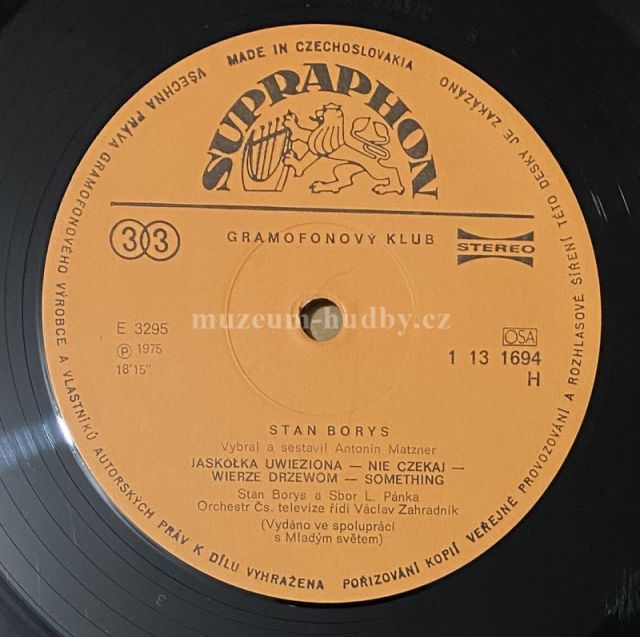 MADE IN CZECHOSLOVAKIA
VŠECHNA PRÁVA GRAMOFONOVÉHO VÝROBCE A VLASTNÍKŮ AUTORSKÝCH PRÁV K DÍLU VYHRAŽENA
POŘIZOVÁNÍ KOPIÍ VEŘEJNÉ PROVOZOVÁNÍ A ROZHLASOVÉ ŠÍŘENÍ TÉTO DESKY JE ZAKÁZÁNO
SUPRAPHON
33
GRAMOFONOVÝ KLUB
STEREO
muzeum-hudby.cz
E 3295
Ⓟ 1975
18'15"
OSA
1 13 1694
H
STAN BORYS
Vybral a sestavil Antonín Matzner
JASKÓLKA UWIEZIONA — NIE CZEKAJ —
WIERZE DRZEWOM — SOMETHING
Stan Borys a Sbor L. Pánka
Orchestr Čs. televize řídí Václav Zahradník
(Vydáno ve spolupráci
s Mladým světem)